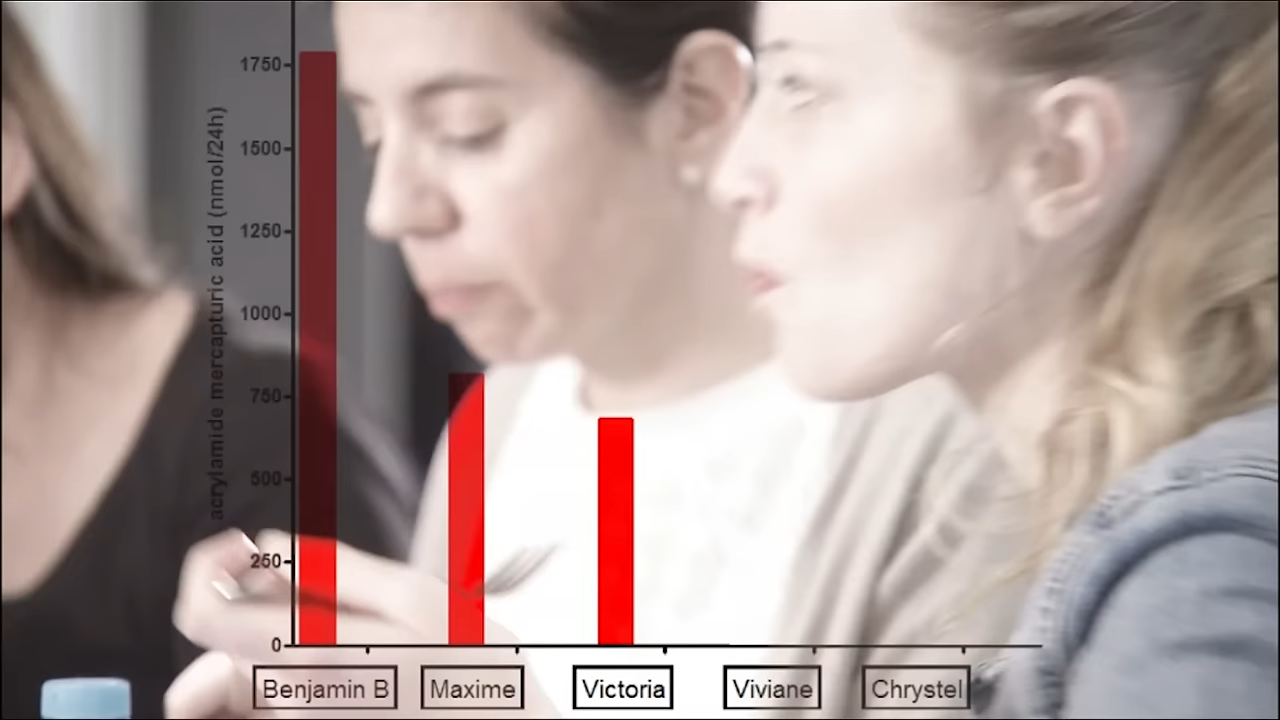 acrylamide mercapturic acid (nmol/24h)
1750
1500
1250
1000
750
500
250
0
Benjamin B
Maxime
Victoria
Viviane
Chrystel